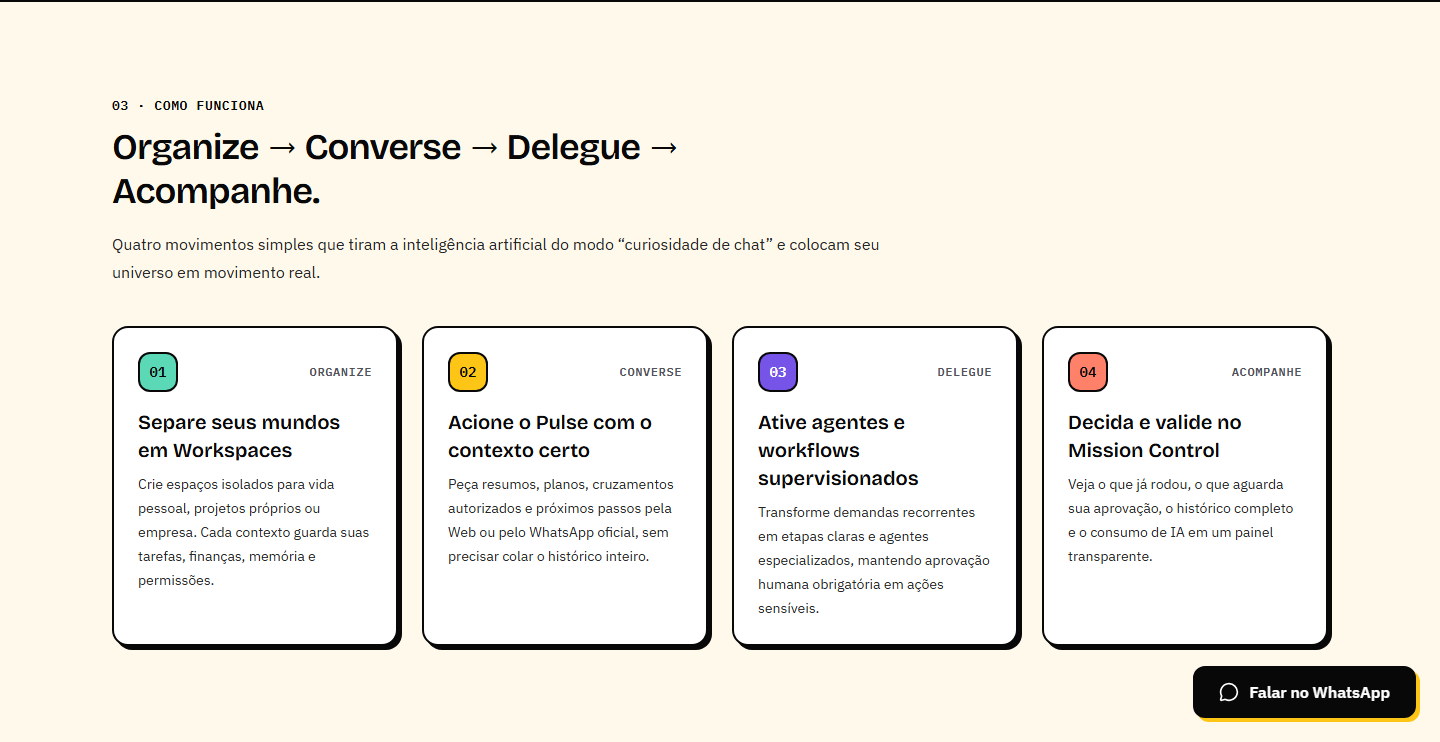 03 · COMO FUNCIONA
Organize → Converse → Delegue →
Acompanhe.
Quatro movimentos simples que tiram a inteligência artificial do modo “curiosidade de chat” e colocam seu
universo em movimento real.
01
ORGANIZE
Separe seus mundos
em Workspaces
Crie espaços isolados para vida
pessoal, projetos próprios ou
empresa. Cada contexto guarda suas
tarefas, finanças, memória e
permissões.
02
CONVERSE
Acione o Pulse com o
contexto certo
Peça resumos, planos, cruzamentos
autorizados e próximos passos pela
Web ou pelo WhatsApp oficial, sem
precisar colar o histórico inteiro.
03
DELEGUE
Ative agentes e
workflows
supervisionados
Transforme demandas recorrentes
em etapas claras e agentes
especializados, mantendo aprovação
humana obrigatória em ações
sensíveis.
04
ACOMPANHE
Decida e valide no
Mission Control
Veja o que já rodou, o que aguarda
sua aprovação, o histórico completo
e o consumo de IA em um painel
transparente.
Falar no WhatsApp